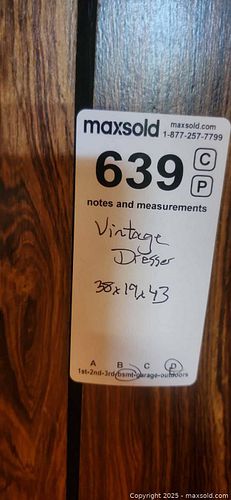 maxsold maxsold.com
1-877-257-7799
639 C
P
notes and measurements
Vintage
Dresser
38x19x43
A B C D
1st-2nd-3rd-bsmt-garage-outdoors
Copyright 2025 - maxsold.com